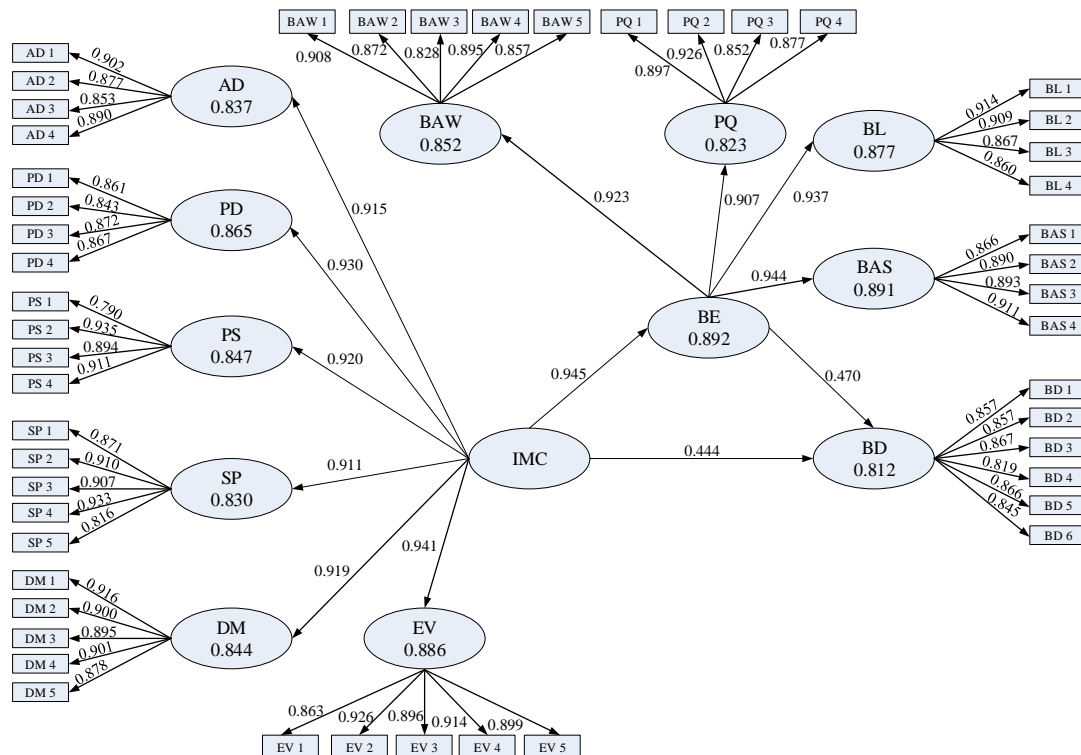 BAW 1 BAW 2 BAW 3 BAW 4 BAW 5
0.908 0.872 0.828 0.895 0.857
BAW
0.852
PQ 1 PQ 2 PQ 3 PQ 4
0.897 0.926 0.852 0.877
PQ
0.823
AD 1
AD 2
AD 3
AD 4
0.902
0.877
0.853
0.890
AD
0.837
BL 1
BL 2
BL 3
BL 4
0.914
0.909
0.867
0.860
BL
0.877
PD 1
PD 2
PD 3
PD 4
0.861
0.843
0.872
0.867
PD
0.865
0.915
0.930
0.923
0.907
0.937
BAS 1
BAS 2
BAS 3
BAS 4
0.866
0.890
0.893
0.911
BAS
0.891
0.944
PS 1
PS 2
PS 3
PS 4
0.790
0.935
0.894
0.911
PS
0.847
0.920
BE
0.892
0.945
0.470
SP 1
SP 2
SP 3
SP 4
SP 5
0.871
0.910
0.907
0.933
0.816
SP
0.830
0.911
IMC
0.444
BD
0.812
BD 1
BD 2
BD 3
BD 4
BD 5
BD 6
0.857
0.857
0.867
0.819
0.866
0.845
DM 1
DM 2
DM 3
DM 4
DM 5
0.916
0.900
0.895
0.901
0.878
DM
0.844
0.919
0.941
EV
0.886
0.863 0.926 0.896 0.914 0.899
EV 1 EV 2 EV 3 EV 4 EV 5